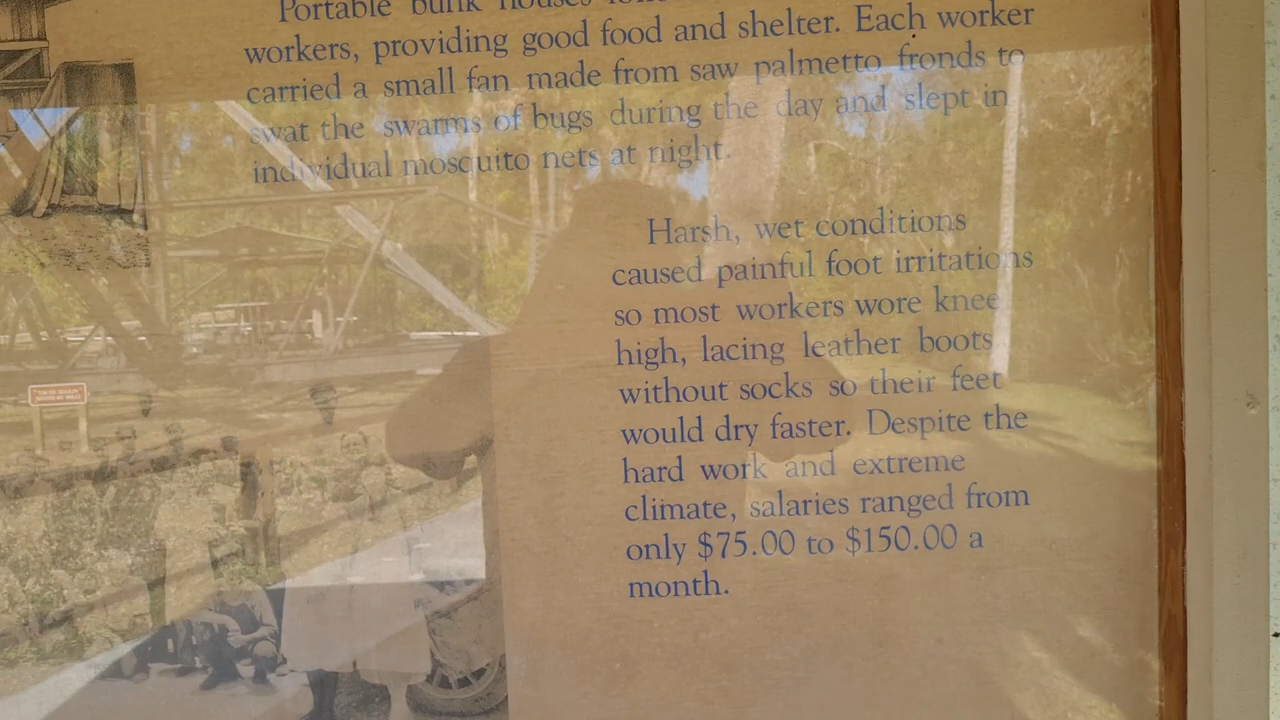 Portable bunk houses
workers, providing good food and shelter. Each worker
carried a small fan made from saw palmetto fronds to
swat the swarms of bugs during the day and slept in
individual mosquito nets at night.
Harsh, wet conditions
caused painful foot irritations
so most workers wore knee
high, lacing leather boots
without socks so their feet
would dry faster. Despite the
hard work and extreme
climate, salaries ranged from
only $75.00 to $150.00 a
month.